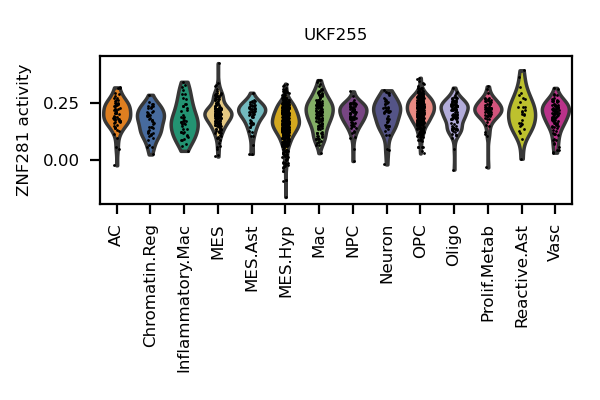 UKF255
ZNF281 activity
0.25
0.00
AC
Chromatin.Reg
Inflammatory.Mac
MES
MES.Ast
MES.Hyp
Mac
NPC
Neuron
OPC
Oligo
Prolif.Metab
Reactive.Ast
Vasc